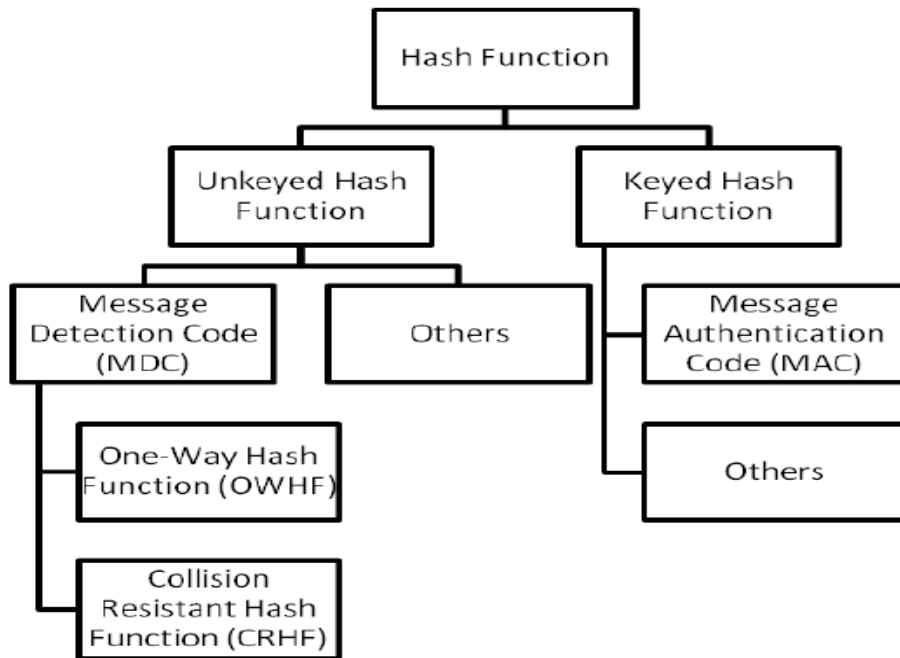 Hash Function
Unkeyed Hash
Function
Keyed Hash
Function
Message
Detection Code
(MDC)
Others
Message
Authentication
Code (MAC)
One-Way Hash
Function (OWHF)
Others
Collision
Resistant Hash
Function (CRHF)